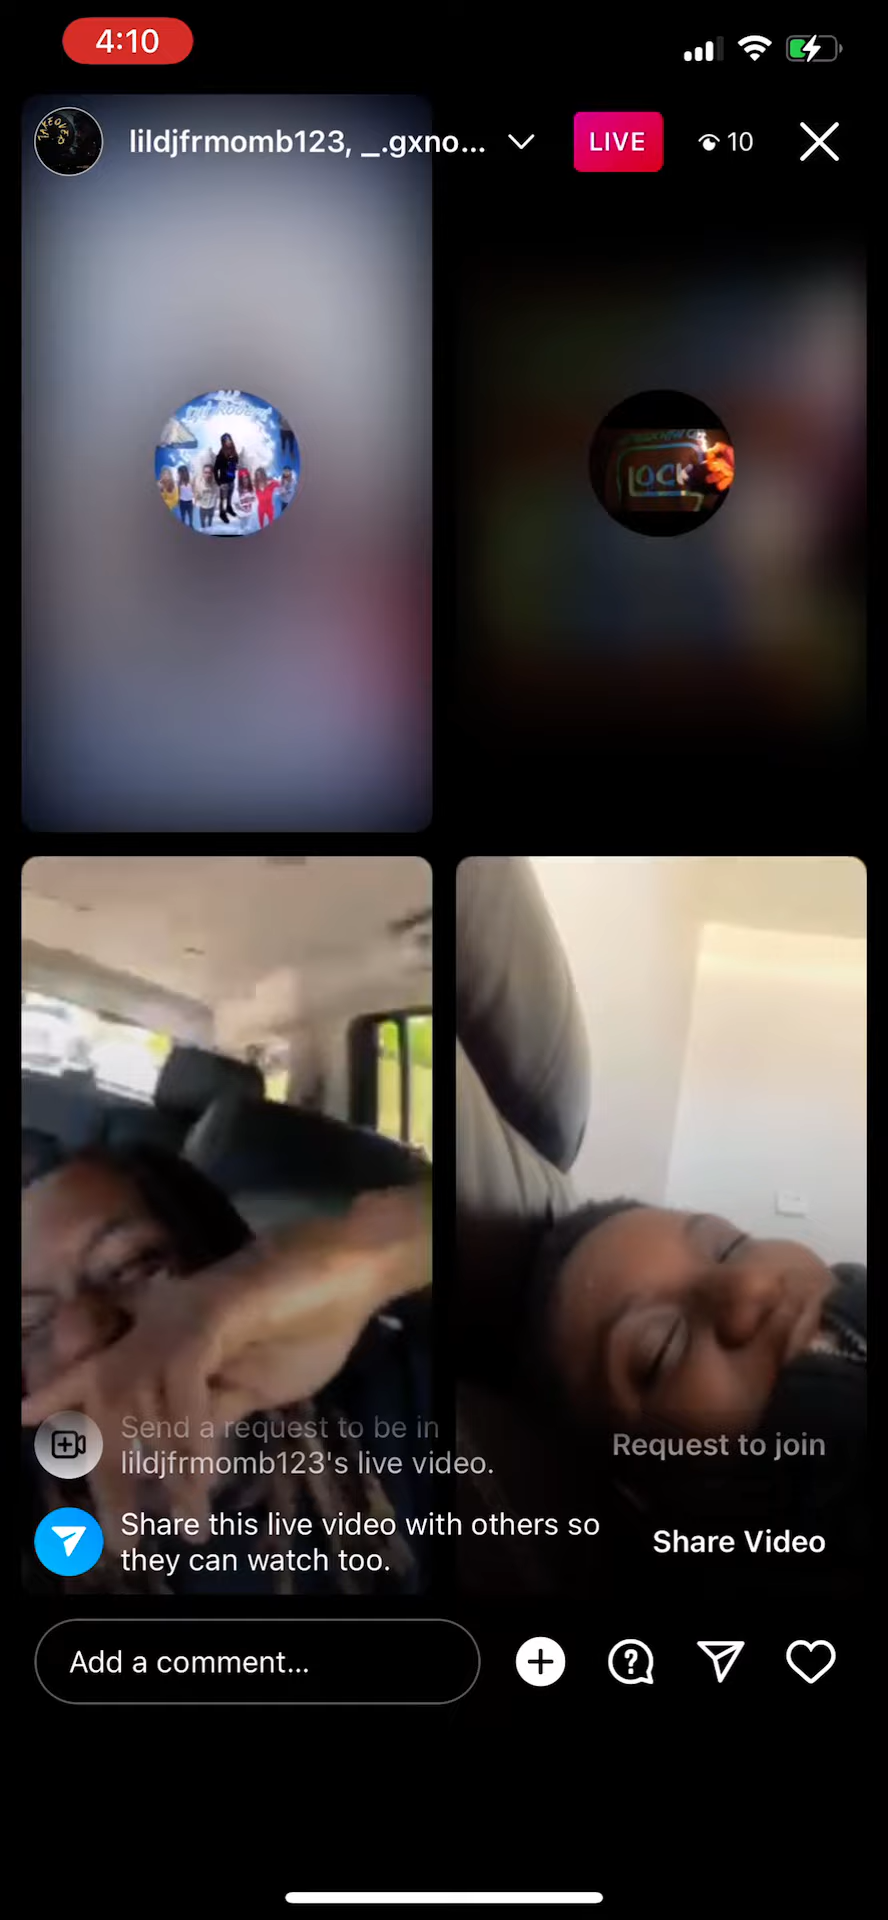 4:10
lildjfrmomb123, _.gxno...
LIVE
10
LOCK
Send a request to be in
lildjfrmomb123's live video.
Request to join
Share this live video with others so
they can watch too.
Share Video
Add a comment...